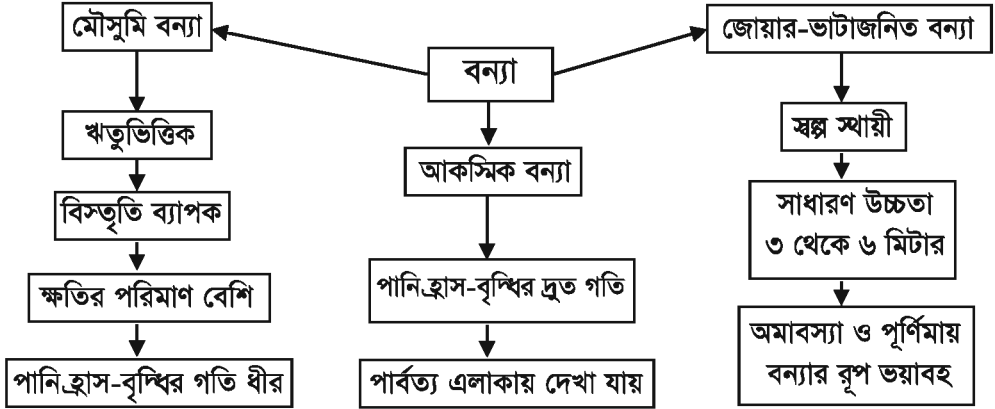 মৌসুমি বন্যা
জোয়ার-ভাটাজনিত বন্যা
বন্যা
ঋতুভিত্তিক
স্বল্প স্থায়ী
আকস্মিক বন্যা
বিস্তৃতি ব্যাপক
সাধারণ উচ্চতা
৩ থেকে ৬ মিটার
ক্ষতির পরিমাণ বেশি
পানি হ্রাস-বৃদ্ধির দ্রুত গতি
অমাবস্যা ও পূর্ণিমায়
বন্যার রূপ ভয়াবহ
পানি হ্রাস-বৃদ্ধির গতি ধীর
পার্বত্য এলাকায় দেখা যায়